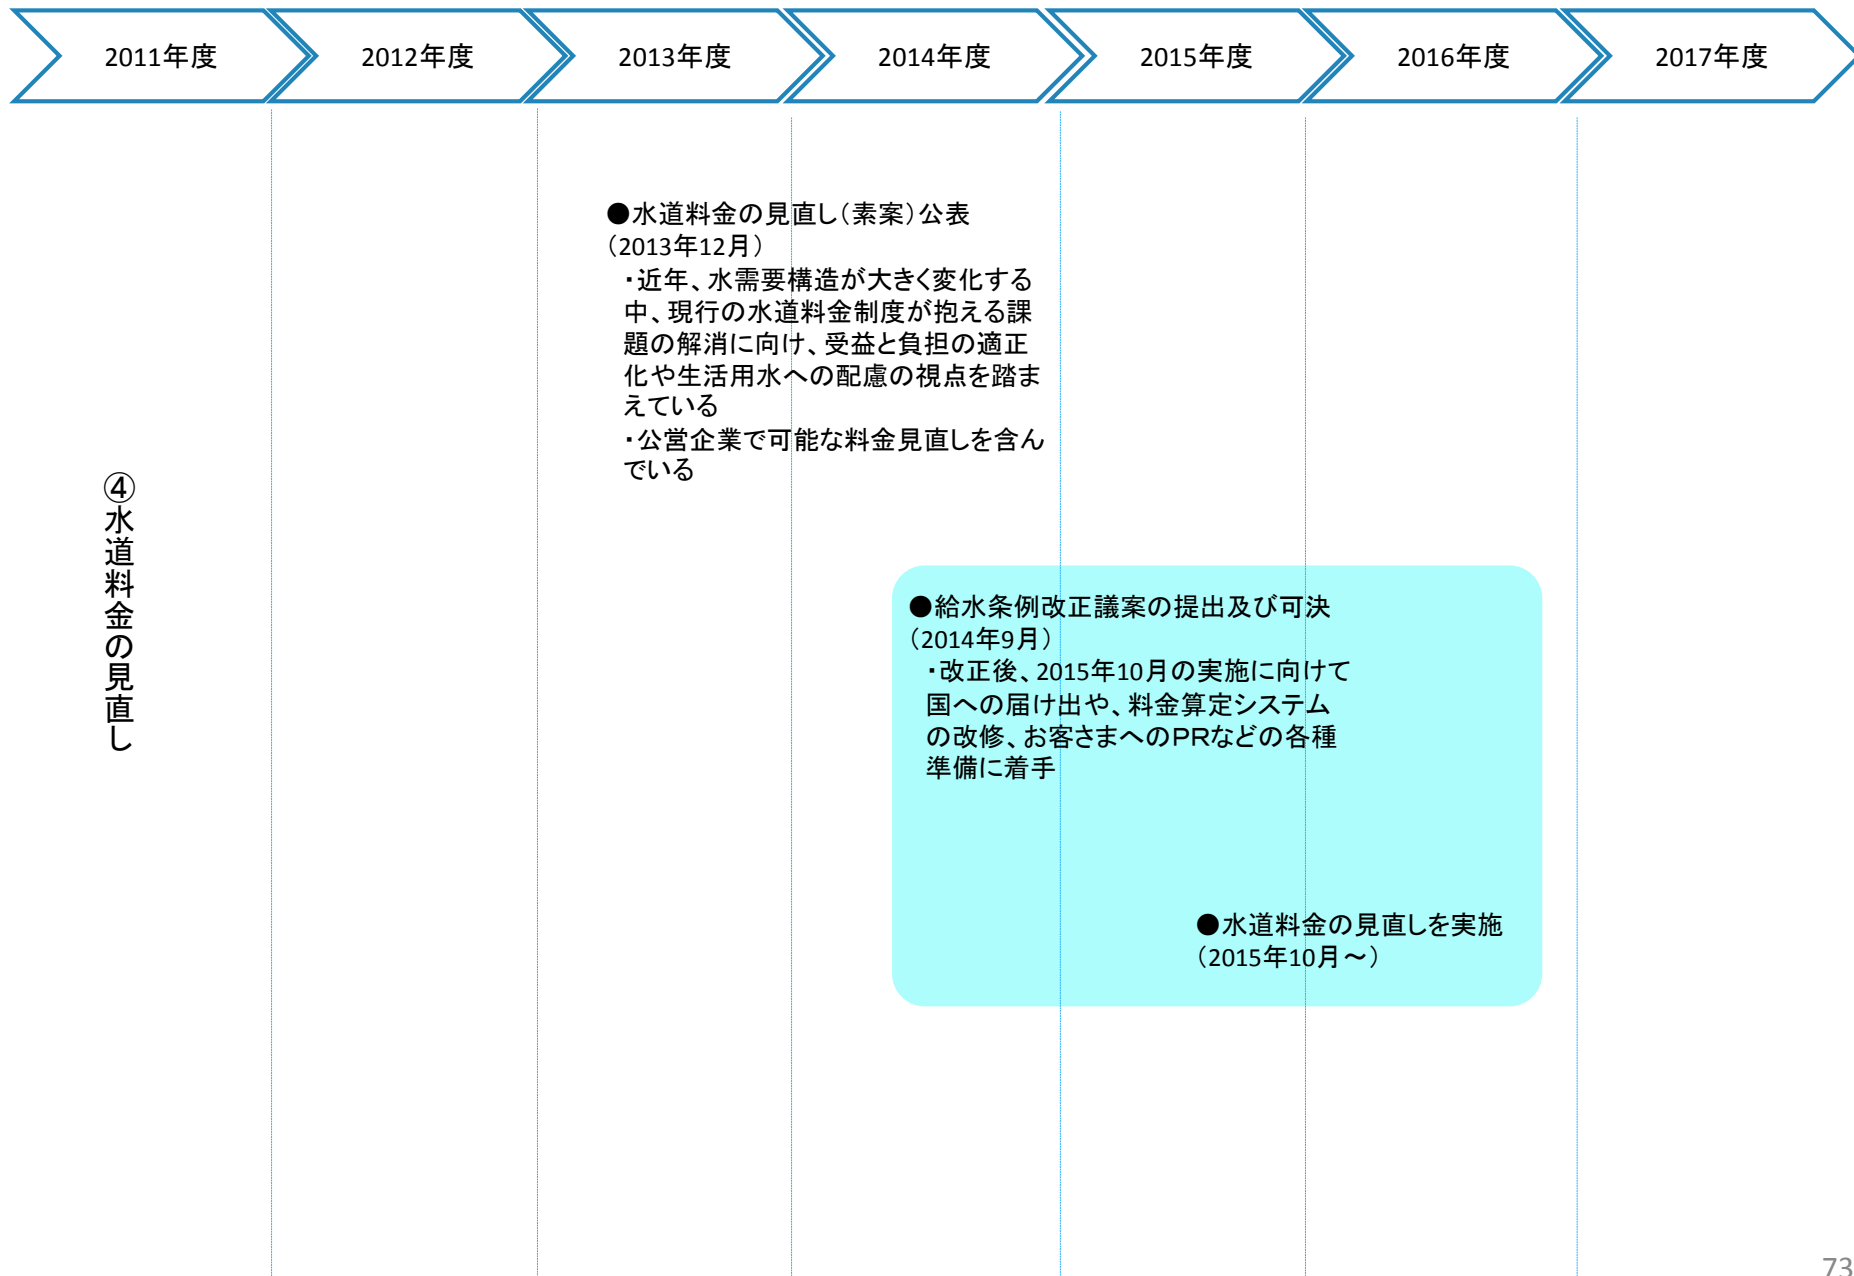 2011年度
2012年度
2013年度
2014年度
2015年度
2016年度
2017年度
④水道料金の見直し
●水道料金の見直し（素案）公表
（2013年12月）
・近年、水需要構造が大きく変化する
中、現行の水道料金制度が抱える課
題の解消に向け、受益と負担の適正
化や生活用水への配慮の視点を踏ま
えている
・公営企業で可能な料金見直しを含ん
でいる
●給水条例改正議案の提出及び可決
（2014年9月）
・改正後、2015年10月の実施に向けて
国への届け出や、料金算定システム
の改修、お客さまへのPRなどの各種
準備に着手
●水道料金の見直しを実施
（2015年10月～）
73